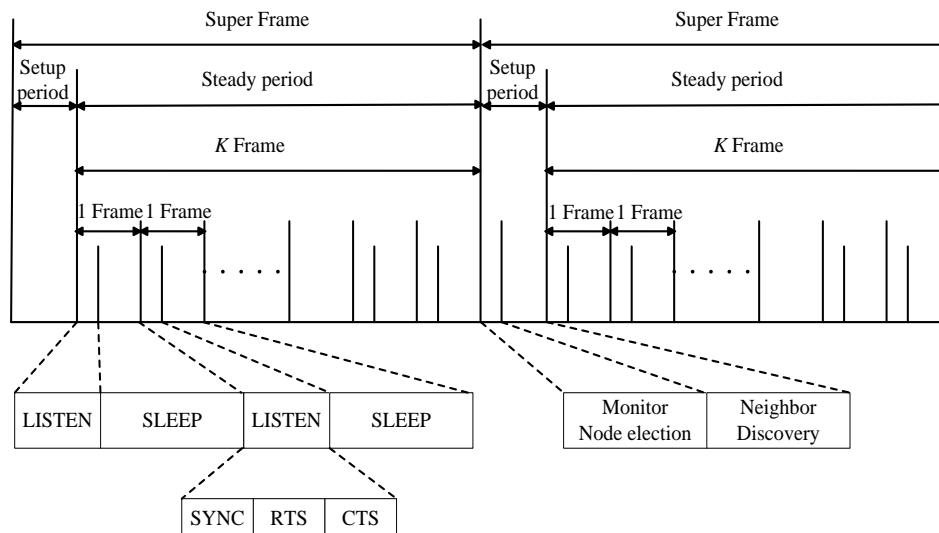 Super Frame
Super Frame
Setup
period
Steady period
Setup
period
Steady period
K Frame
K Frame
1 Frame
1 Frame
1 Frame
1 Frame
. . . . .
. . . . .
LISTEN
SLEEP
LISTEN
SLEEP
Monitor
Node election
Neighbor
Discovery
SYNC
RTS
CTS